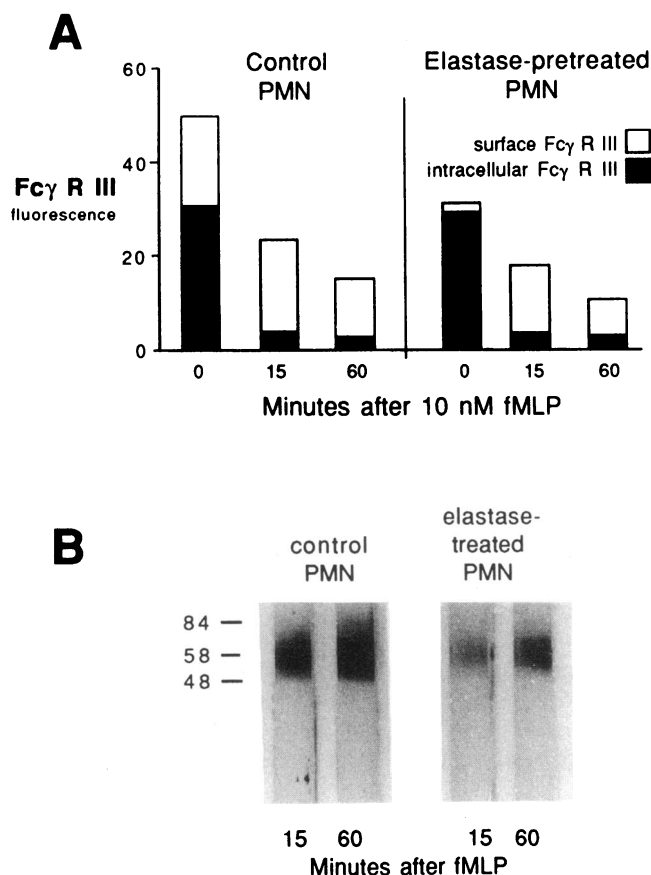 A
Control
PMN
Elastase-pretreated
PMN
surface Fcγ R III
intracellular Fcγ R III
Fcγ R III
fluorescence
60
40
20
0
0 15 60 0 15 60
Minutes after 10 nM fMLP
B
control
PMN
elastase-
treated
PMN
84
58
48
15 60 15 60
Minutes after fMLP